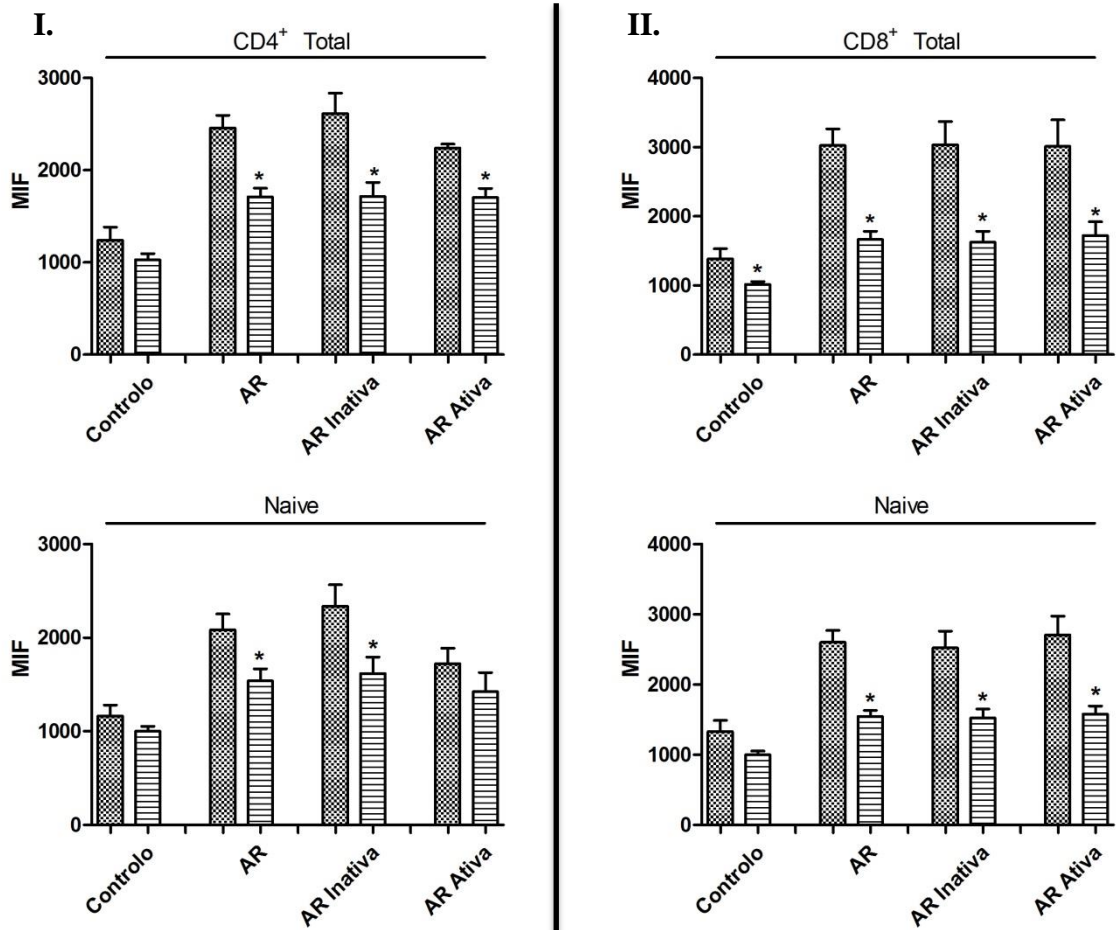 I.
CD4+ Total
3000
2000
1000
0
MIF
*
*
*
Controlo
AR
AR Inativa
AR Ativa
Naive
3000
2000
1000
0
MIF
*
*
Controlo
AR
AR Inativa
AR Ativa
II.
CD8+ Total
4000
3000
2000
1000
0
MIF
*
*
*
*
Controlo
AR
AR Inativa
AR Ativa
Naive
4000
3000
2000
1000
0
MIF
*
*
*
Controlo
AR
AR Inativa
AR Ativa